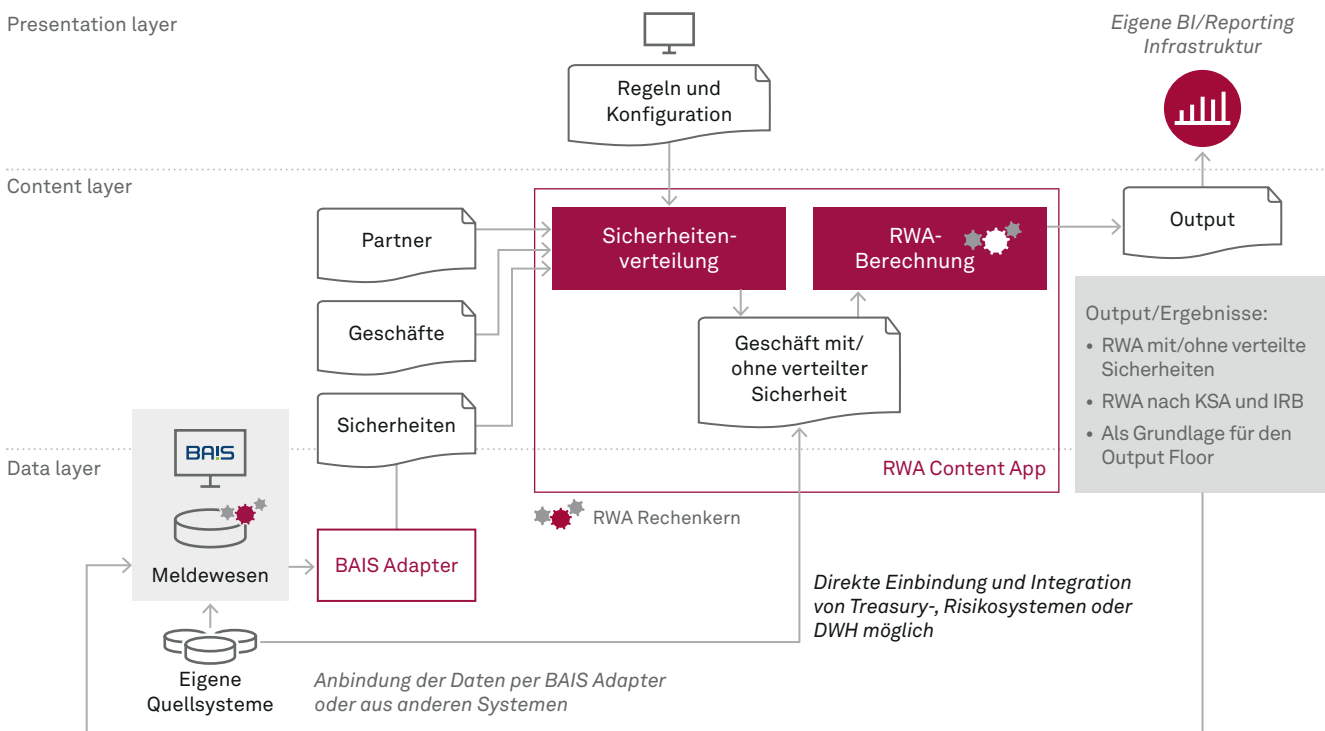 Presentation layer
Eigene BI/Reporting
Infrastruktur
Regeln und
Konfiguration
Content layer
Partner
Sicherheiten-
verteilung
RWA-
Berechnung
Output
Geschäfte
Geschäft mit/
ohne verteilter
Sicherheit
Output/Ergebnisse:
• RWA mit/ohne verteilte
Sicherheiten
• RWA nach KSA und IRB
• Als Grundlage für den
Output Floor
Sicherheiten
Data layer
BA!S
RWA Content App
RWA Rechenkern
Meldewesen
BAIS Adapter
Direkte Einbindung und Integration
von Treasury-, Risikosystemen oder
DWH möglich
Eigene
Quellsysteme
Anbindung der Daten per BAIS Adapter
oder aus anderen Systemen